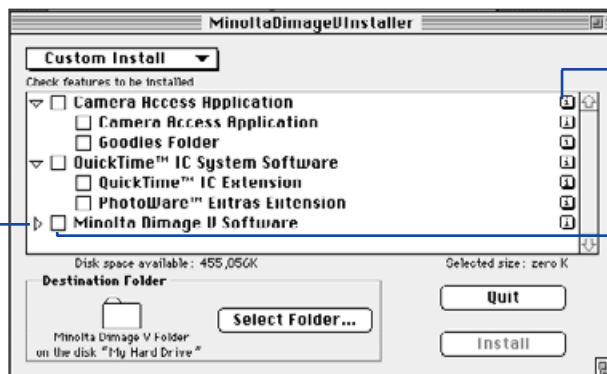 MinoltaDimageVInstaller
Custom Install
Check features to be installed
Camera Access Application
Camera Access Application
Goodies Folder
QuickTime™ IC System Software
QuickTime™ IC Extension
PhotoWare™ Extras Extension
Minolta Dimage V Software
Disk space available: 455,056K
Selected size: zero K
Destination Folder
Minolta Dimage V Folder
on the disk "My Hard Drive"
Select Folder...
Quit
Install